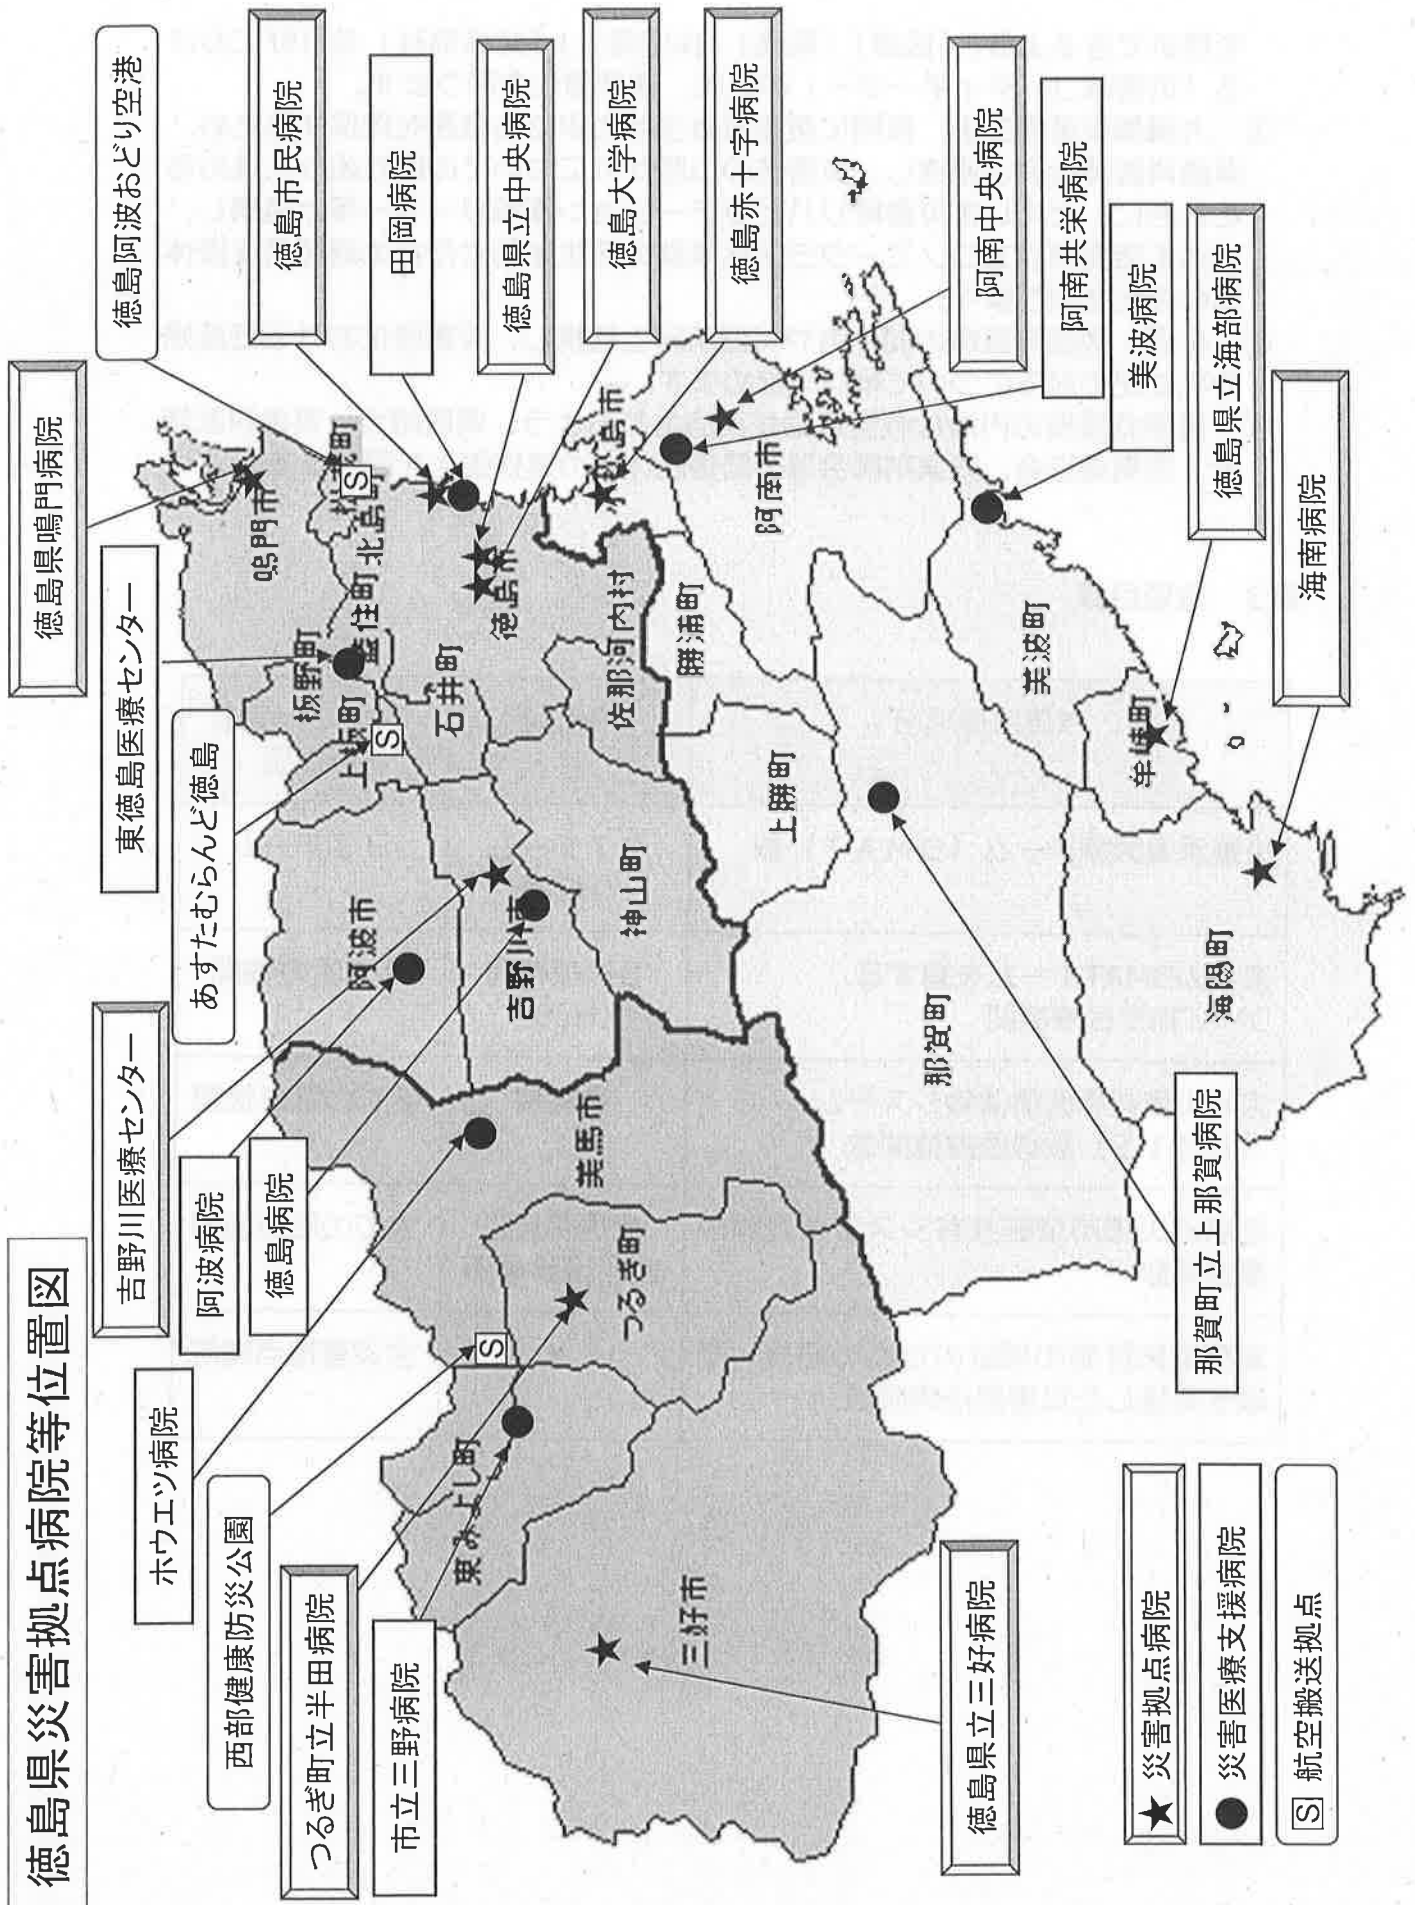 徳島県災害拠点病院等位置図
吉野川医療センター
阿波病院
徳島病院
ホウエツ病院
西部健康防災公園
つるぎ町立半田病院
市立三野病院
徳島県鳴門病院
東徳島医療センター
あすたむらんど徳島
徳島阿波おどり空港
徳島市民病院
田岡病院
徳島県立中央病院
徳島大学病院
徳島赤十字病院
阿南中央病院
阿南共栄病院
美波病院
徳島県立海部病院
海南病院
那賀町立上那賀病院
徳島県立三好病院
鳴門市
板野町
藍住町
北島町
上板町
石井町
徳島市
小松島市
佐那河内村
勝浦町
上勝町
阿南市
神山町
阿波市
吉野川市
美馬市
つるぎ町
東みよし町
三好市
那賀町
美波町
牟岐町
海陽町
S
S
S
★ 災害拠点病院
● 災害医療支援病院
S 航空搬送拠点